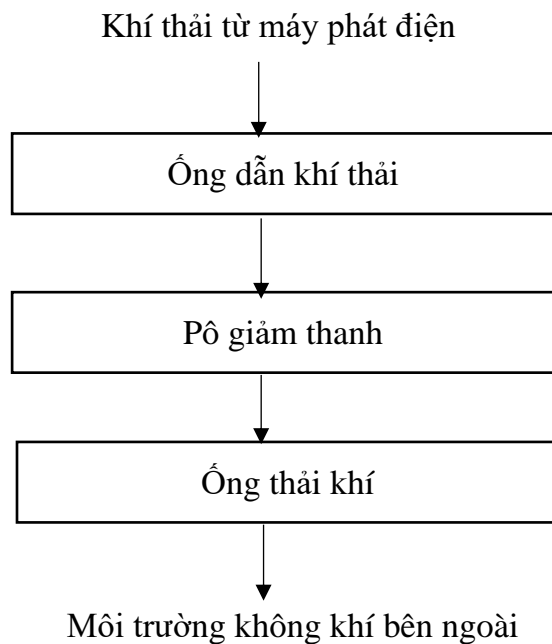 Khí thải từ máy phát điện
Ống dẫn khí thải
Pô giảm thanh
Ống thải khí
Môi trường không khí bên ngoài